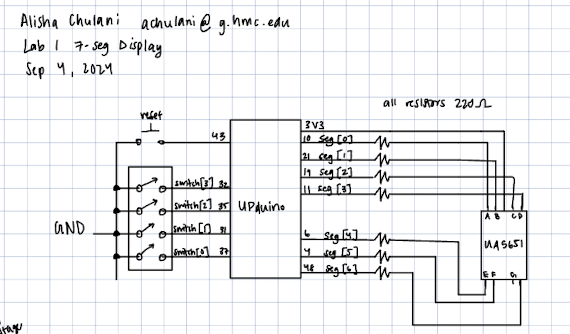 Alisha Chulani achulani@g.hmc.edu
Lab 1 7-seg Display
Sep 4, 2024
all resistors 220Ω
reset
43
3V3
10 seg[0]
21 seg[1]
19 seg[2]
11 seg[3]
switch[3] 32
switch[2] 35
switch[1] 31
switch[0] 37
GND
UPduino
6 seg[4]
4 seg[5]
48 seg[6]
A B C D
UA5651
E F G